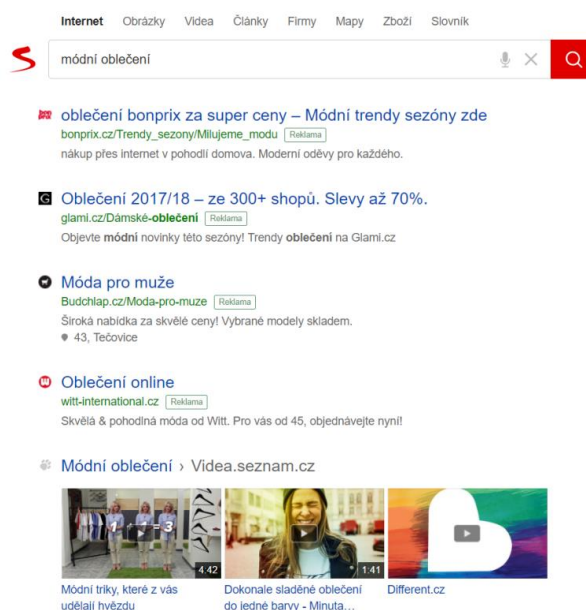 Internet Obrázky Videa Články Firmy Mapy Zboží Slovník
módní oblečení
oblečení bonprix za super ceny – Módní trendy sezóny zde
bonprix.cz/Trendy_sezony/Milujeme_modu Reklama
nákup přes internet v pohodlí domova. Moderní oděvy pro každého.
Oblečení 2017/18 – ze 300+ shopů. Slevy až 70%.
glami.cz/Dámské-oblečení Reklama
Objevte módní novinky této sezóny! Trendy oblečení na Glami.cz
Móda pro muže
Budchlap.cz/Moda-pro-muze Reklama
Široká nabídka za skvělé ceny! Vybrané modely skladem.
43, Tečovice
Oblečení online
witt-international.cz Reklama
Skvělá & pohodlná móda od Witt. Pro vás od 45, objednávejte nyní!
Módní oblečení › Videa.seznam.cz
1 + = 3
4:42 1:41
Módní triky, které z vás Dokonale sladěné oblečení Different.cz
udělají hvězdu do jedné barvy - Minuta…